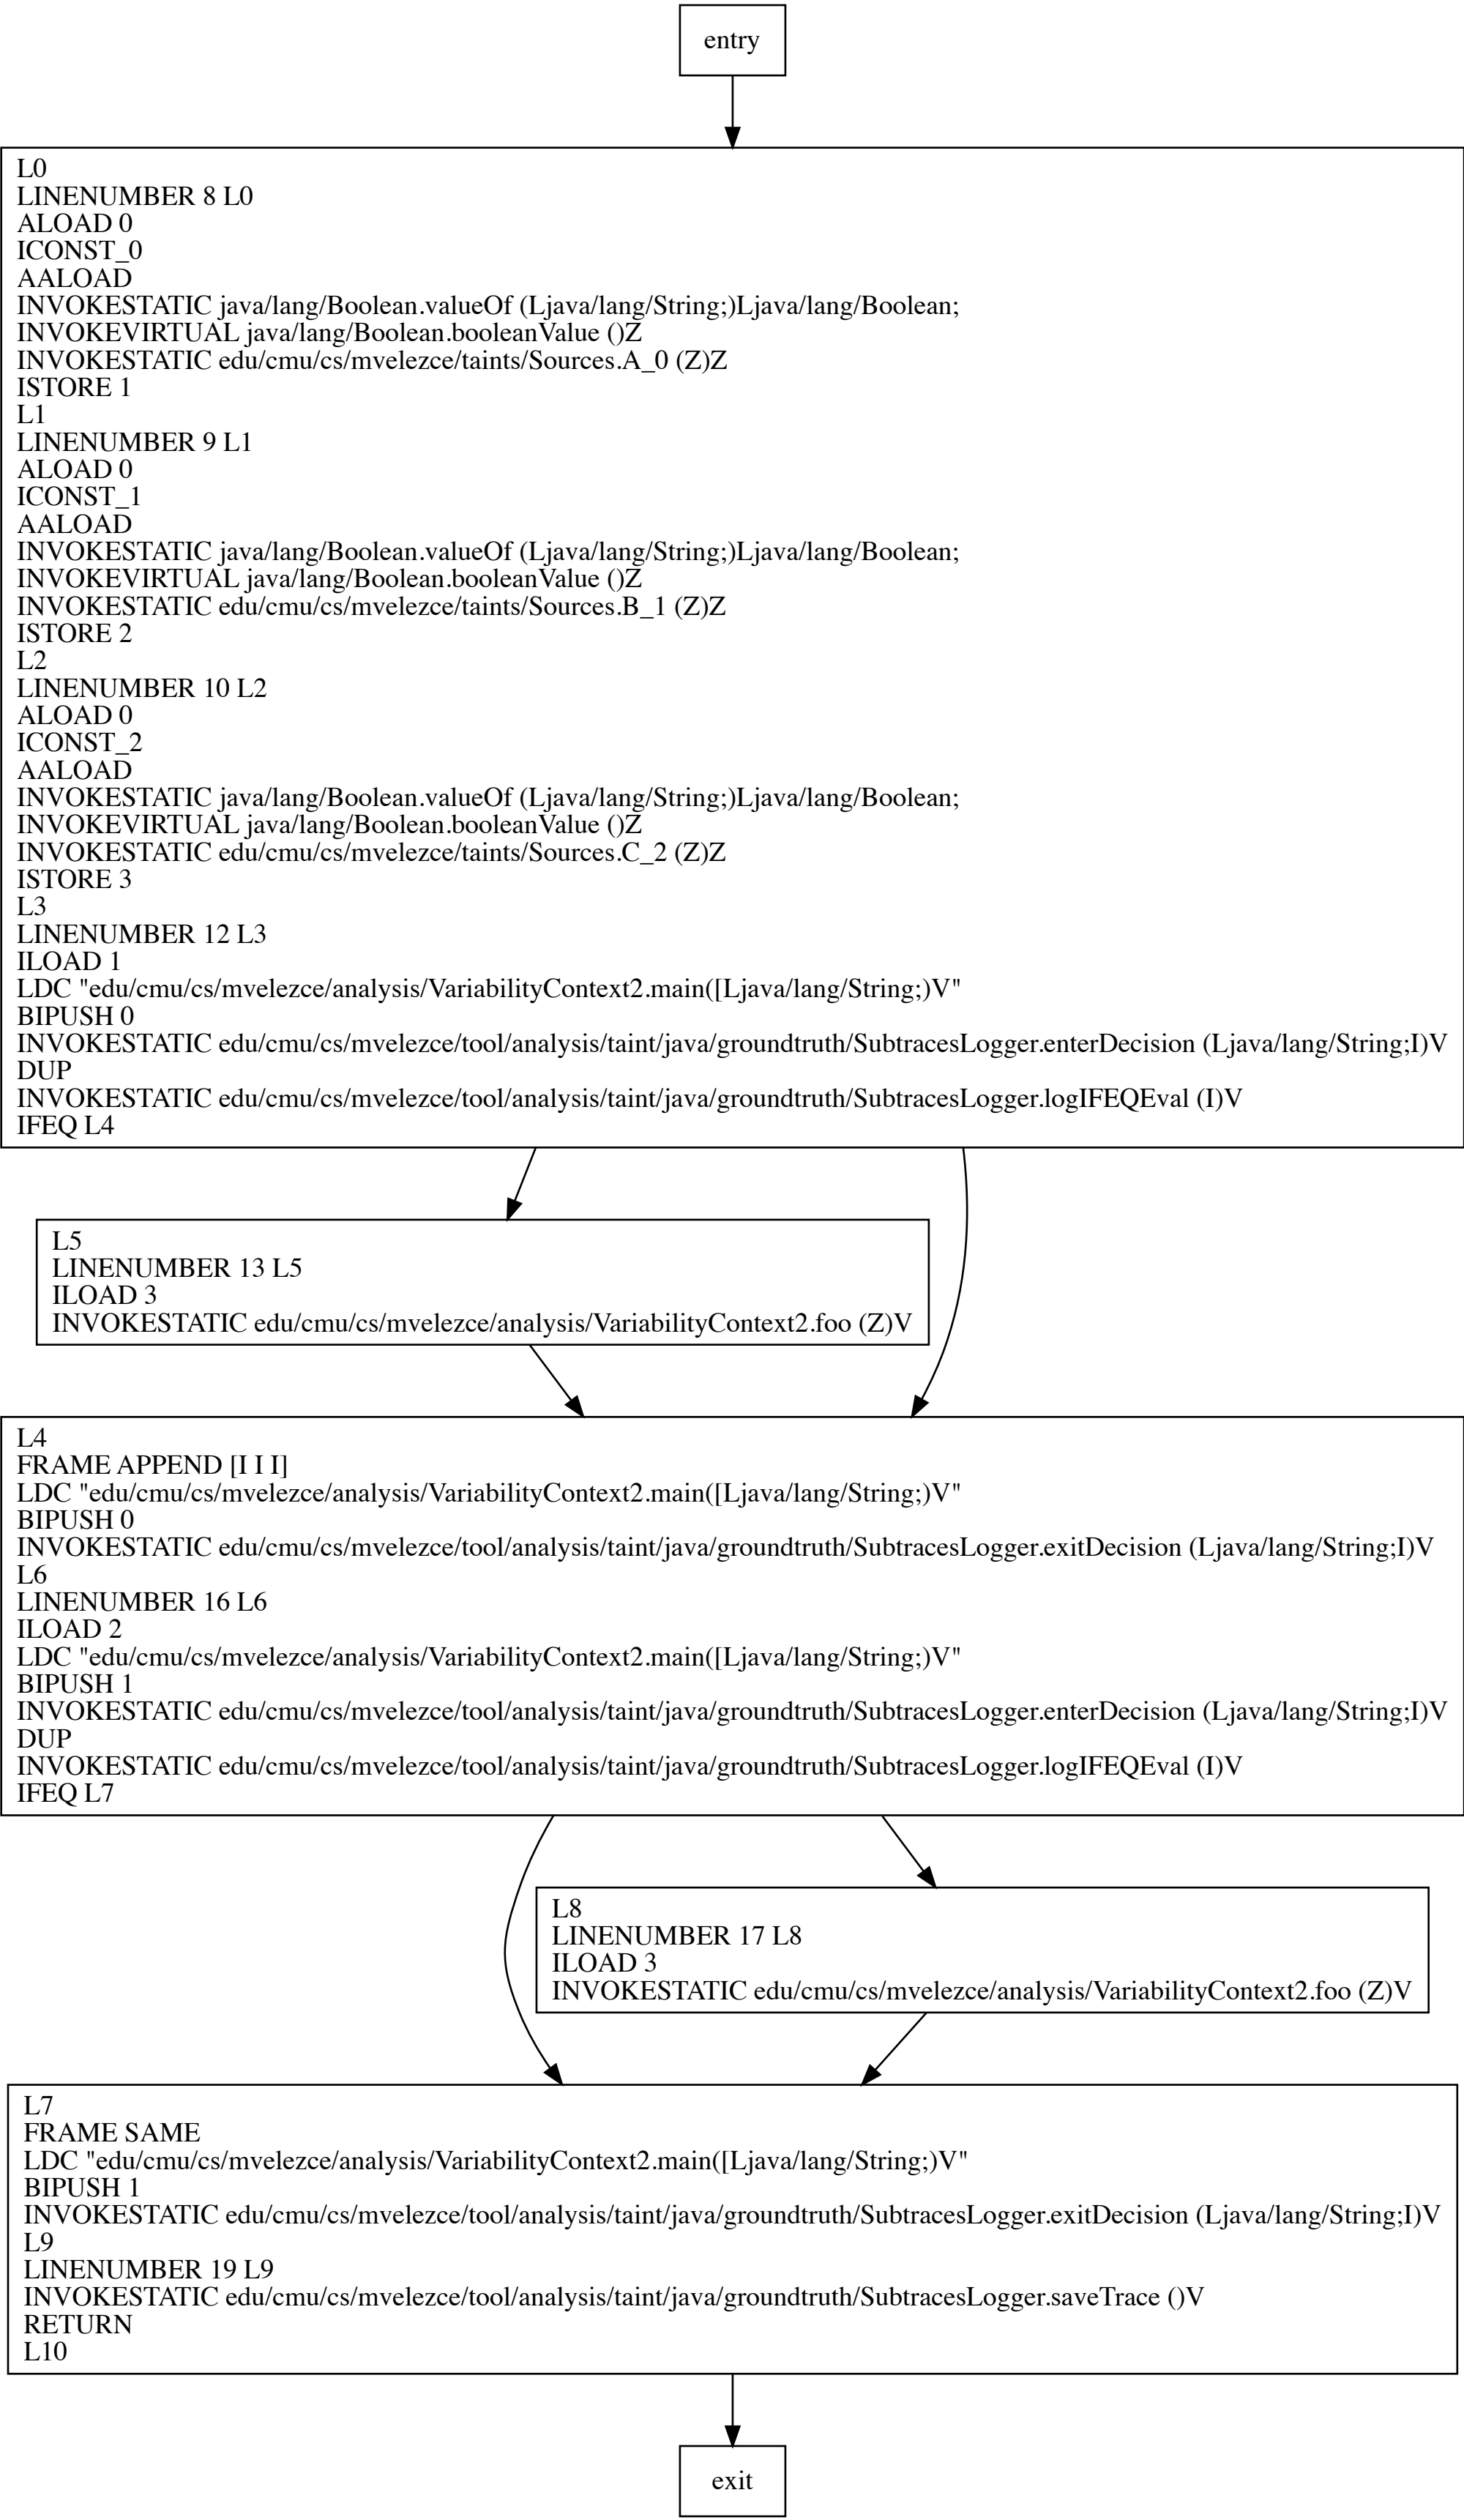 entry
L0
LINENUMBER 8 L0
ALOAD 0
ICONST_0
AALOAD
INVOKESTATIC java/lang/Boolean.valueOf (Ljava/lang/String;)Ljava/lang/Boolean;
INVOKEVIRTUAL java/lang/Boolean.booleanValue ()Z
INVOKESTATIC edu/cmu/cs/mvelezce/taints/Sources.A_0 (Z)Z
ISTORE 1
L1
LINENUMBER 9 L1
ALOAD 0
ICONST_1
AALOAD
INVOKESTATIC java/lang/Boolean.valueOf (Ljava/lang/String;)Ljava/lang/Boolean;
INVOKEVIRTUAL java/lang/Boolean.booleanValue ()Z
INVOKESTATIC edu/cmu/cs/mvelezce/taints/Sources.B_1 (Z)Z
ISTORE 2
L2
LINENUMBER 10 L2
ALOAD 0
ICONST_2
AALOAD
INVOKESTATIC java/lang/Boolean.valueOf (Ljava/lang/String;)Ljava/lang/Boolean;
INVOKEVIRTUAL java/lang/Boolean.booleanValue ()Z
INVOKESTATIC edu/cmu/cs/mvelezce/taints/Sources.C_2 (Z)Z
ISTORE 3
L3
LINENUMBER 12 L3
ILOAD 1
LDC "edu/cmu/cs/mvelezce/analysis/VariabilityContext2.main([Ljava/lang/String;)V"
BIPUSH 0
INVOKESTATIC edu/cmu/cs/mvelezce/tool/analysis/taint/java/groundtruth/SubtracesLogger.enterDecision (Ljava/lang/String;I)V
DUP
INVOKESTATIC edu/cmu/cs/mvelezce/tool/analysis/taint/java/groundtruth/SubtracesLogger.logIFEQEval (I)V
IFEQ L4
L5
LINENUMBER 13 L5
ILOAD 3
INVOKESTATIC edu/cmu/cs/mvelezce/analysis/VariabilityContext2.foo (Z)V
L4
FRAME APPEND [I I I]
LDC "edu/cmu/cs/mvelezce/analysis/VariabilityContext2.main([Ljava/lang/String;)V"
BIPUSH 0
INVOKESTATIC edu/cmu/cs/mvelezce/tool/analysis/taint/java/groundtruth/SubtracesLogger.exitDecision (Ljava/lang/String;I)V
L6
LINENUMBER 16 L6
ILOAD 2
LDC "edu/cmu/cs/mvelezce/analysis/VariabilityContext2.main([Ljava/lang/String;)V"
BIPUSH 1
INVOKESTATIC edu/cmu/cs/mvelezce/tool/analysis/taint/java/groundtruth/SubtracesLogger.enterDecision (Ljava/lang/String;I)V
DUP
INVOKESTATIC edu/cmu/cs/mvelezce/tool/analysis/taint/java/groundtruth/SubtracesLogger.logIFEQEval (I)V
IFEQ L7
L8
LINENUMBER 17 L8
ILOAD 3
INVOKESTATIC edu/cmu/cs/mvelezce/analysis/VariabilityContext2.foo (Z)V
L7
FRAME SAME
LDC "edu/cmu/cs/mvelezce/analysis/VariabilityContext2.main([Ljava/lang/String;)V"
BIPUSH 1
INVOKESTATIC edu/cmu/cs/mvelezce/tool/analysis/taint/java/groundtruth/SubtracesLogger.exitDecision (Ljava/lang/String;I)V
L9
LINENUMBER 19 L9
INVOKESTATIC edu/cmu/cs/mvelezce/tool/analysis/taint/java/groundtruth/SubtracesLogger.saveTrace ()V
RETURN
L10
exit